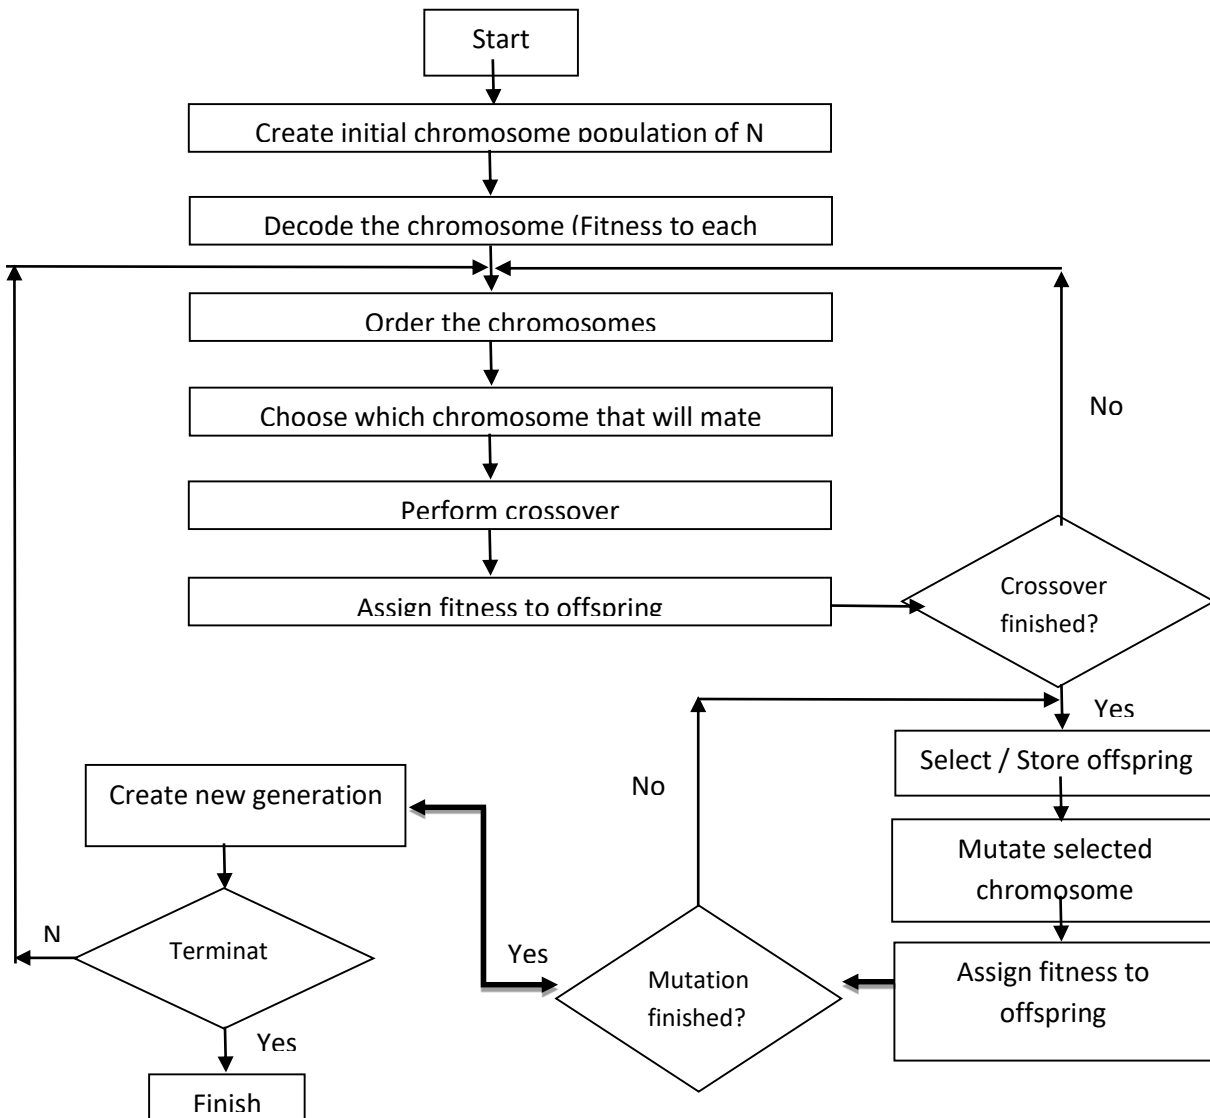 Start
Create initial chromosome population of N
Decode the chromosome (Fitness to each
Order the chromosomes
Choose which chromosome that will mate
No
Perform crossover
Assign fitness to offspring
Crossover
finished?
Yes
Select / Store offspring
No
Create new generation
Mutate selected
chromosome
N
Terminat
Yes
Mutation
finished?
Assign fitness to
offspring
Yes
Finish